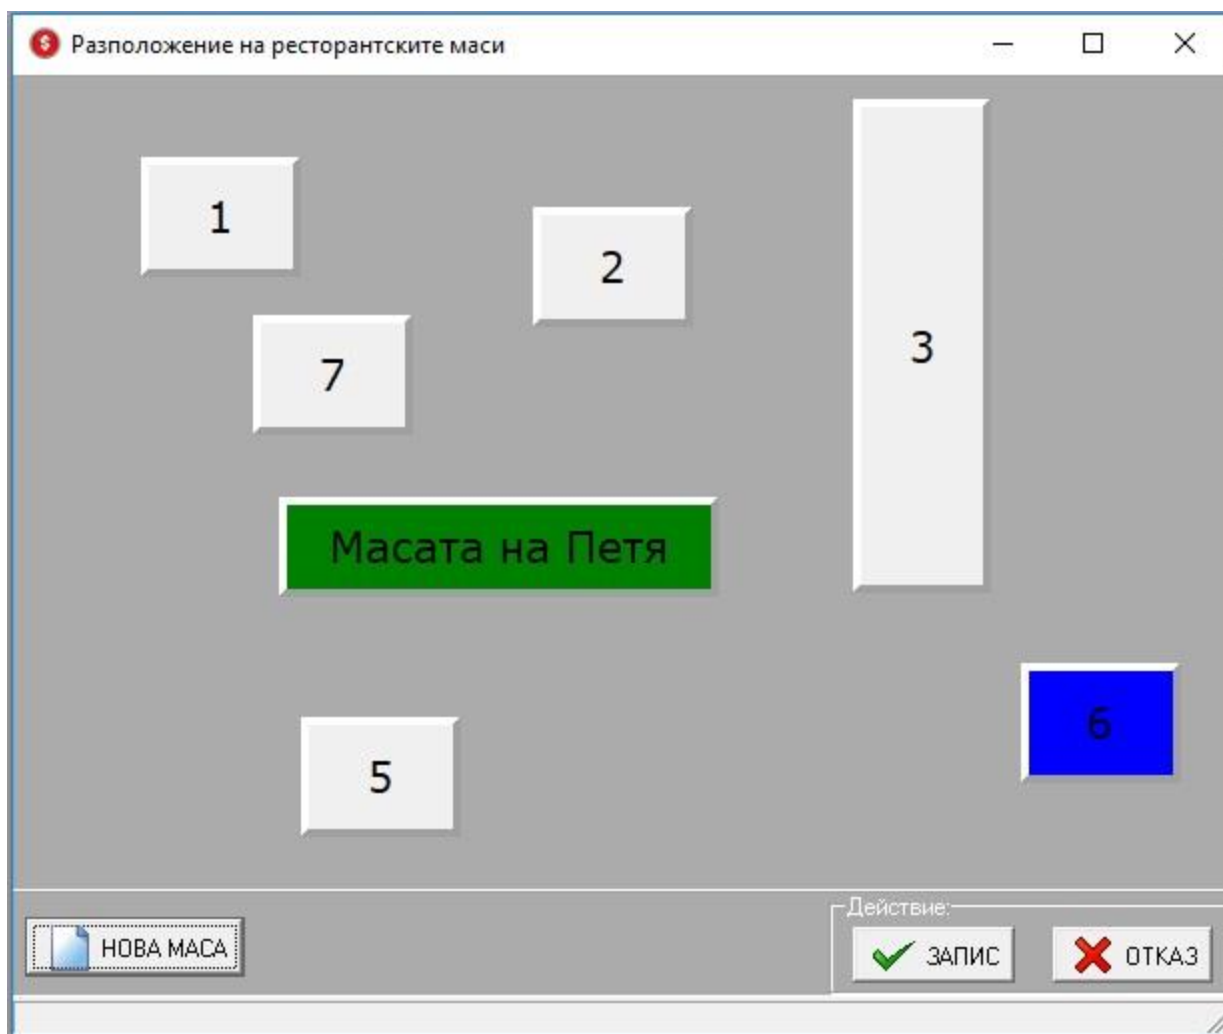 Разположение на ресторантските маси
1
2
3
7
Масата на Петя
6
5
Действие:
НОВА МАСА
ЗАПИС
ОТКАЗ